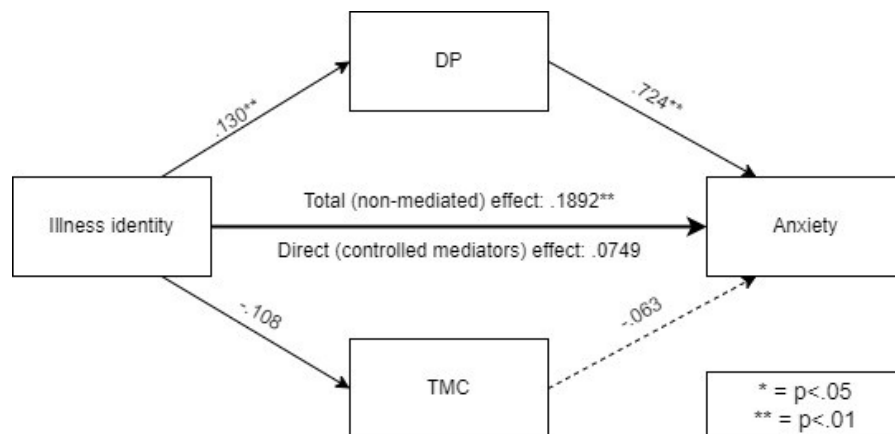 DP
.130**
.724**
Total (non-mediated) effect: .1892**
Illness identity
Anxiety
Direct (controlled mediators) effect: .0749
-.108
-.063
TMC
* = p<.05
** = p<.01